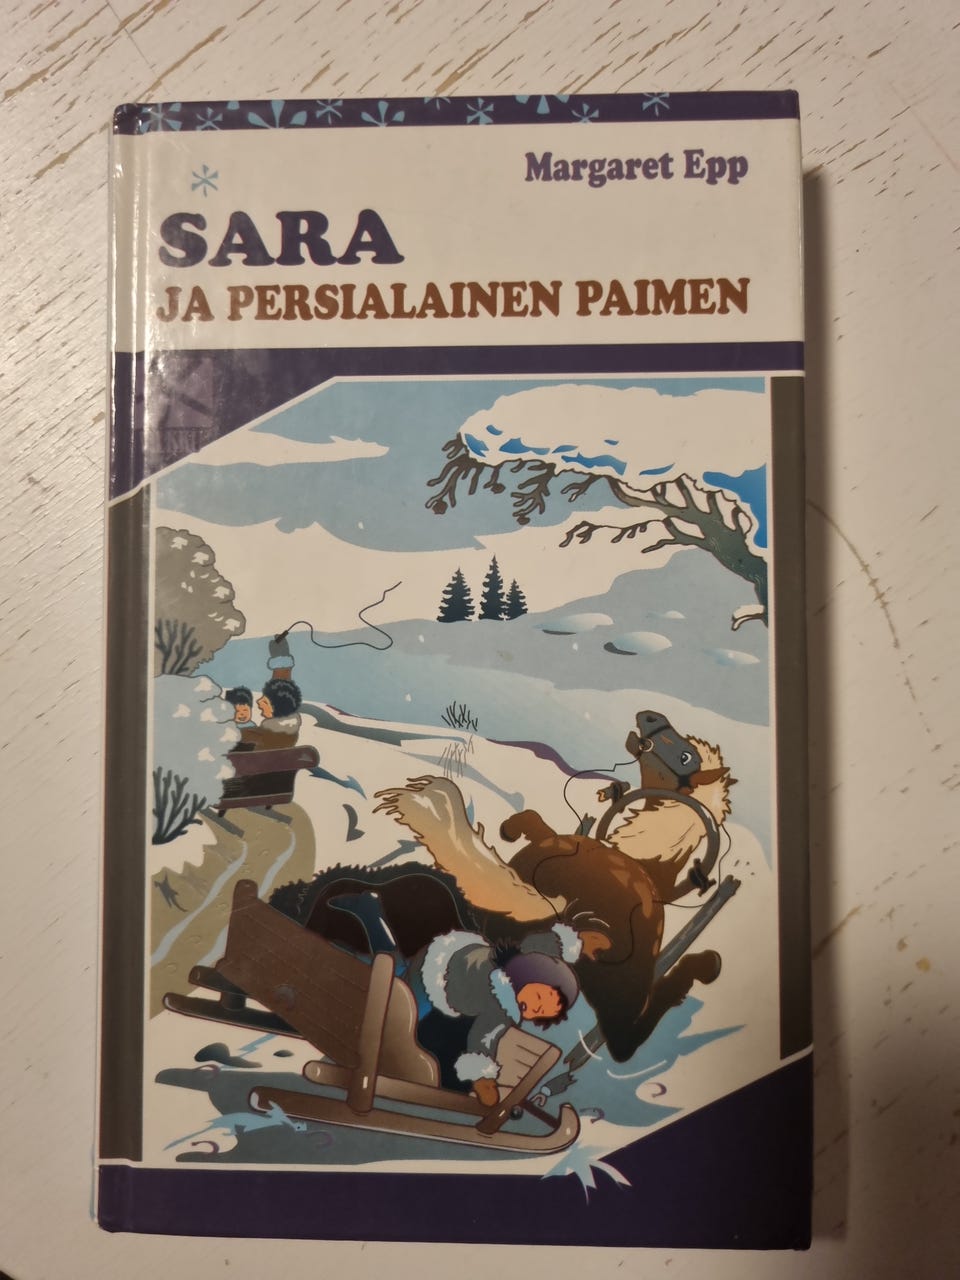 Margaret Epp
SARA
JA PERSIALAINEN PAIMEN